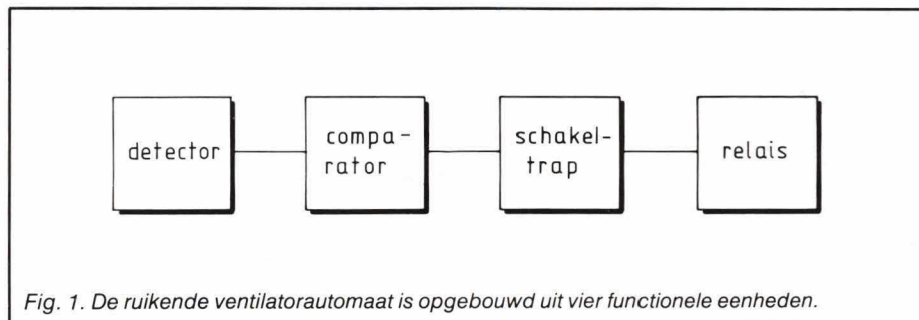 detector
compa-
rator
schakel-
trap
relais
Fig. 1. De ruikende ventilatorautomaat is opgebouwd uit vier functionele eenheden.